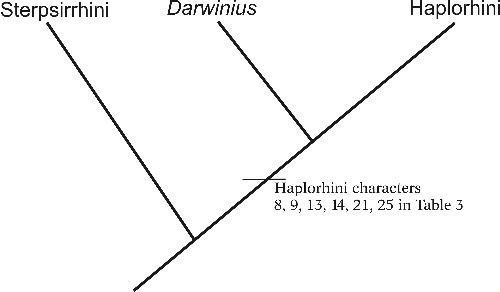 Sterpsirrhini
Darwinius
Haplorhini
Haplorhini characters
8, 9, 13, 14, 21, 25 in Table 3